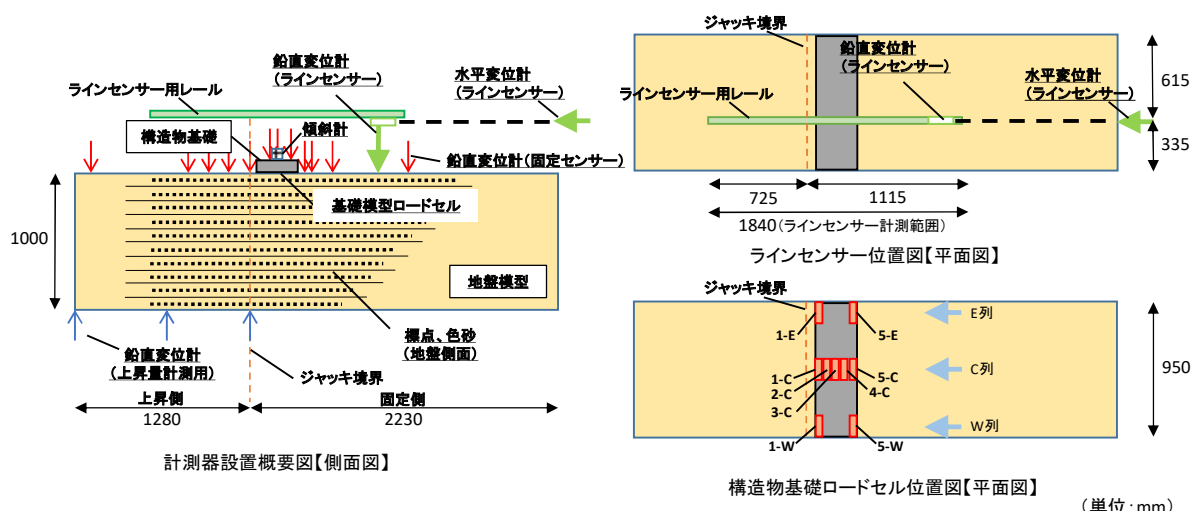 鉛直変位計
(ラインセンサー)
水平変位計
(ラインセンサー)
ラインセンサー用レール
構造物基礎
傾斜計
鉛直変位計(固定センサー)
基礎模型ロードセル
1000
地盤模型
標点、色砂
(地盤側面)
鉛直変位計
(上昇量計測用)
ジャッキ境界
上昇側
固定側
1280
2230
計測器設置概要図【側面図】
ジャッキ境界
鉛直変位計
(ラインセンサー)
水平変位計
(ラインセンサー)
ラインセンサー用レール
615
335
725
1115
1840(ラインセンサー計測範囲)
ラインセンサー位置図【平面図】
ジャッキ境界
E列
1-E
5-E
C列
1-C
5-C
2-C
4-C
3-C
950
W列
1-W
5-W
構造物基礎ロードセル位置図【平面図】
(単位:mm)